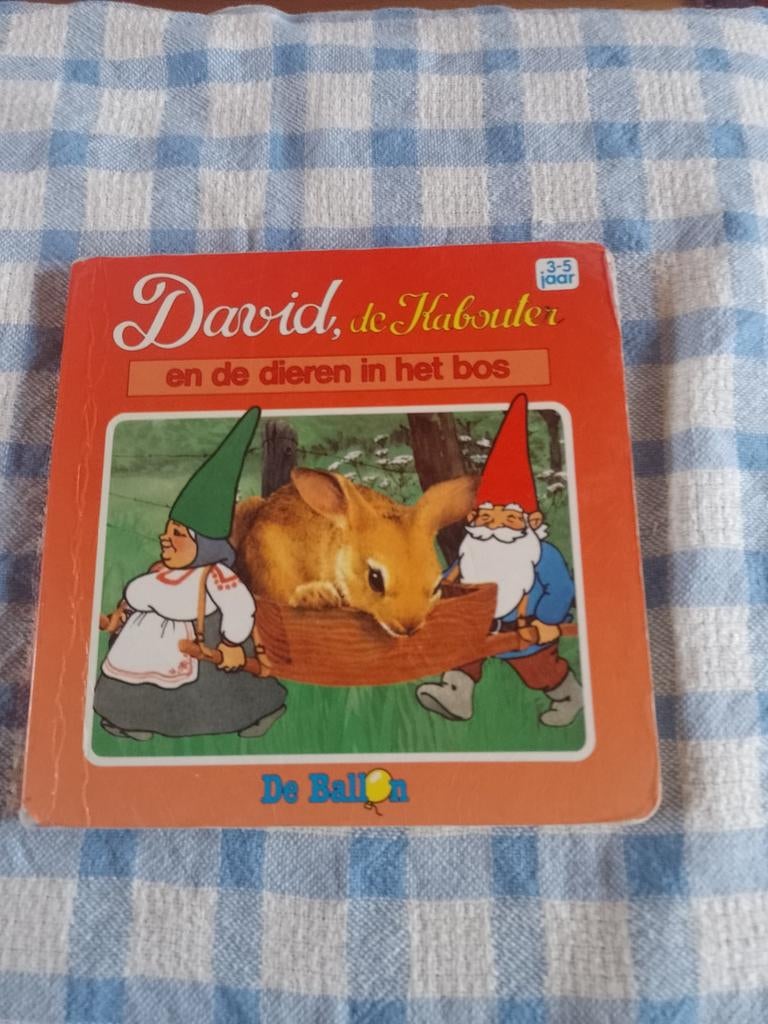 3-5
jaar
David, de Kabouter
en de dieren in het bos
De Ballon